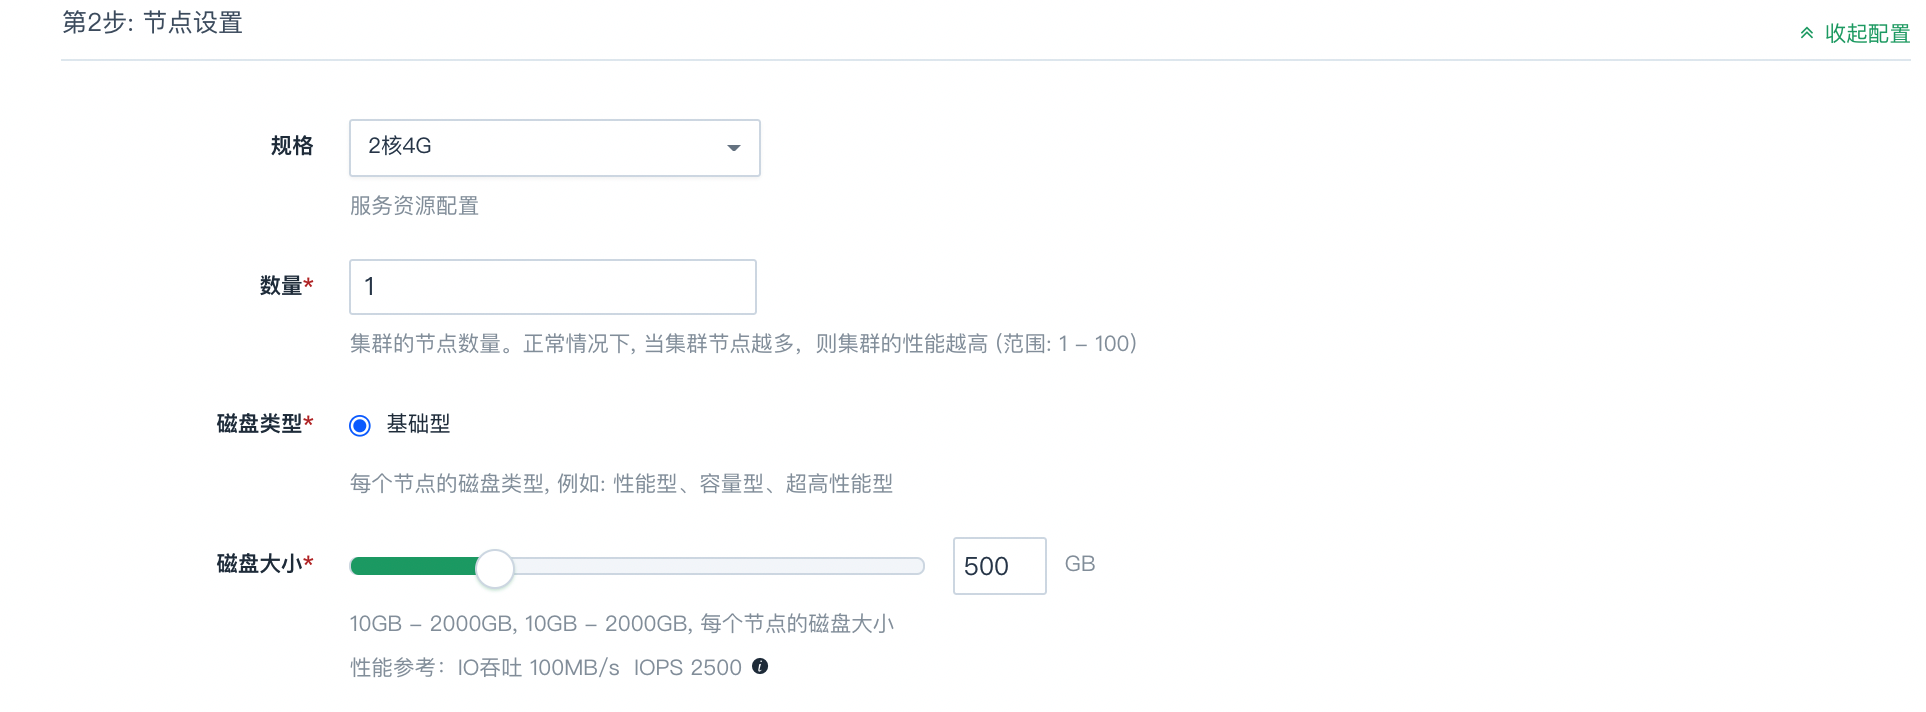 第2步: 节点设置
收起配置
规格
2核4G
服务资源配置
数量*
1
集群的节点数量。正常情况下, 当集群节点越多，则集群的性能越高 (范围: 1 – 100)
磁盘类型*
基础型
每个节点的磁盘类型, 例如: 性能型、容量型、超高性能型
磁盘大小*
500
GB
10GB – 2000GB, 10GB – 2000GB, 每个节点的磁盘大小
性能参考：IO吞吐 100MB/s IOPS 2500